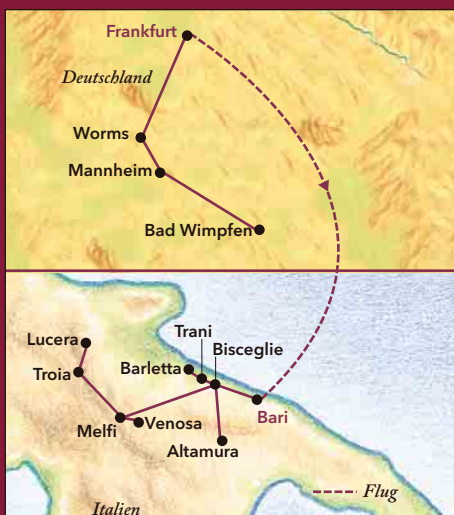 Frankfurt
Deutschland
Worms
Mannheim
Bad Wimpfen
Lucera
Trani
Bisceglie
Troia
Barletta
Bari
Melfi
Venosa
Altamura
Flug
Italien